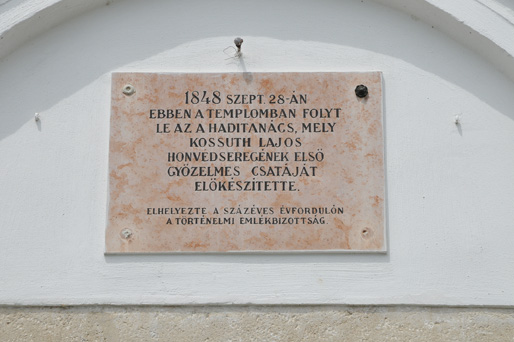 1848 SZEPT. 28-ÁN
EBBEN A TEMPLOMBAN FOLYT
LE AZ A HADITANÁCS, MELY
KOSSUTH LAJOS
HONVÉDSEREGÉNEK ELSŐ
GYŐZELMES CSATÁJÁT
ELŐKÉSZÍTETTE.
ELHELYEZTE A SZÁZÉVES ÉVFORDULÓN
A TÖRTÉNELMI EMLÉKBIZOTTSÁG.